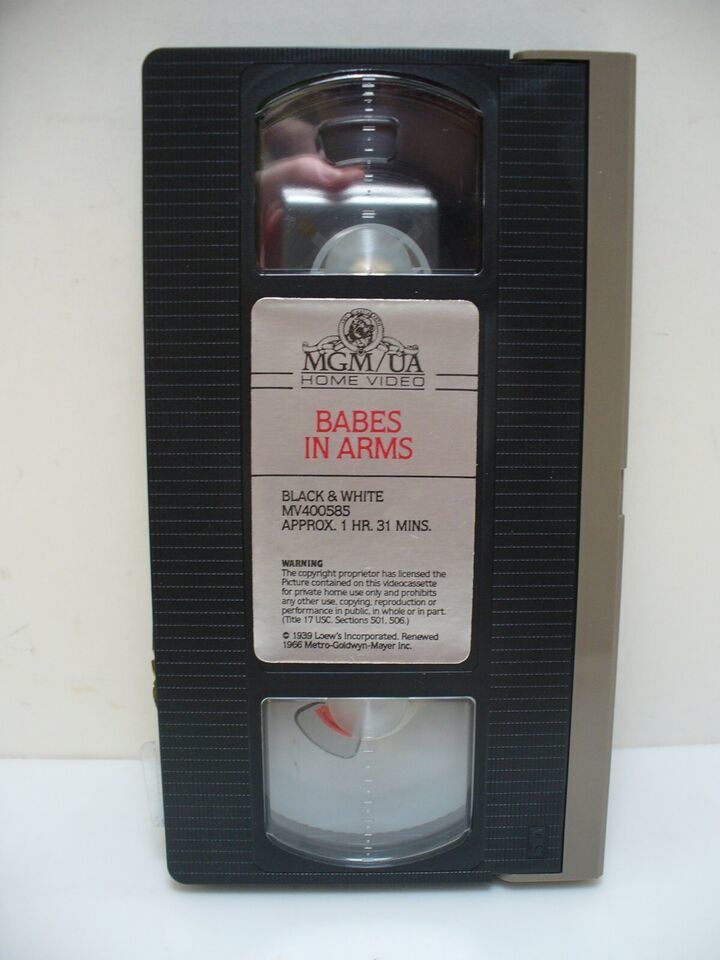 MGM/UA
HOME VIDEO
BABES
IN ARMS
BLACK & WHITE
MV400585
APPROX. 1 HR. 31 MINS.
WARNING
The copyright proprietor has licensed the
Picture contained on this videocassette
for private home use only and prohibits
any other use, copying, reproduction or
performance in public, in whole or in part.
(Title 17 USC. Sections 501, 506.)
© 1939 Loew's Incorporated. Renewed
1966 Metro-Goldwyn-Mayer Inc.